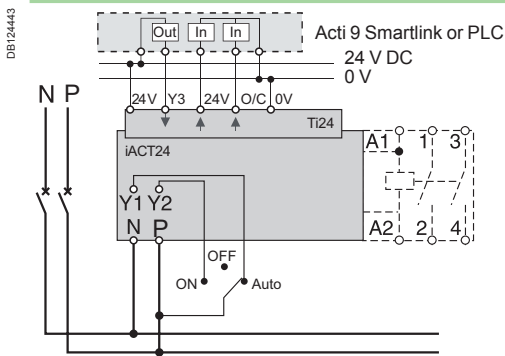 DB124443
Out In In Acti 9 Smartlink or PLC
24 V DC
0 V
N P
24V Y3 24V O/C 0V
Ti24
iACT24
A1 1 3
Y1 Y2
N P
A2 2 4
OFF
ON Auto